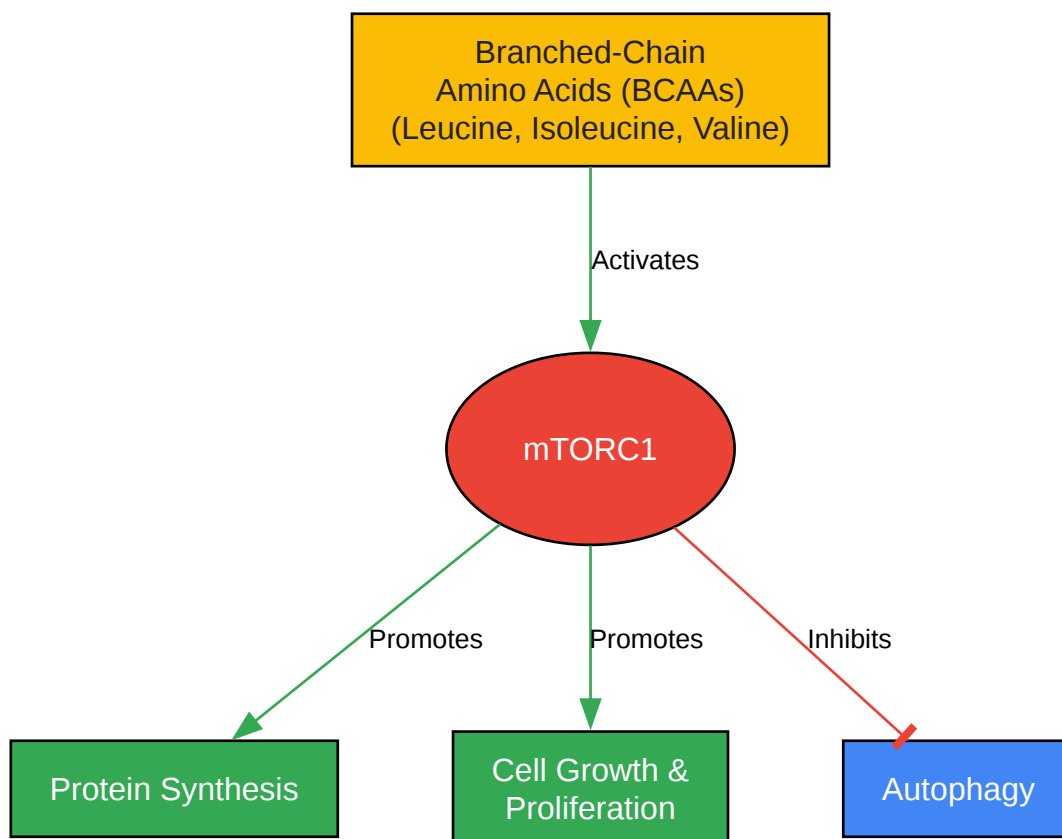 Branched-Chain
Amino Acids (BCAAs)
(Leucine, Isoleucine, Valine)
Activates
mTORC1
Promotes
Promotes
Inhibits
Protein Synthesis
Cell Growth &
Proliferation
Autophagy